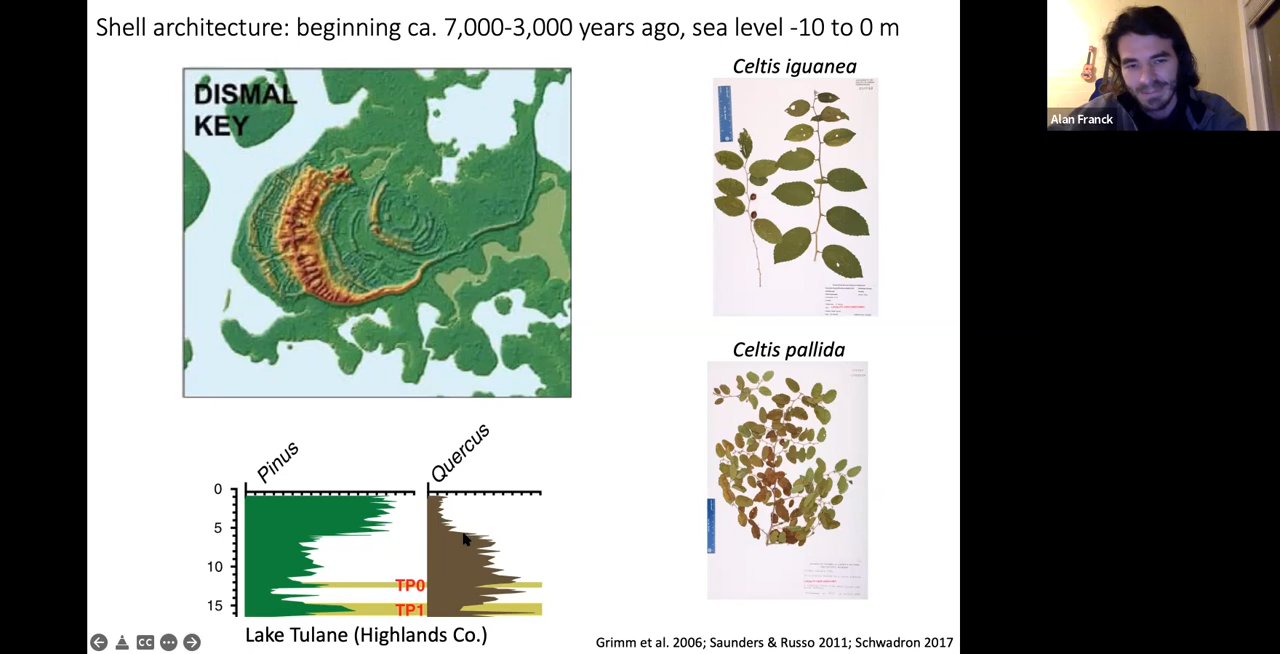 Shell architecture: beginning ca. 7,000-3,000 years ago, sea level -10 to 0 m
Alan Franck
DISMAL
KEY
Celtis iguanea
Celtis pallida
Pinus
Quercus
0
5
10
15
TP0
TP1
Lake Tulane (Highlands Co.)
CC
Grimm et al. 2006; Saunders & Russo 2011; Schwadron 2017